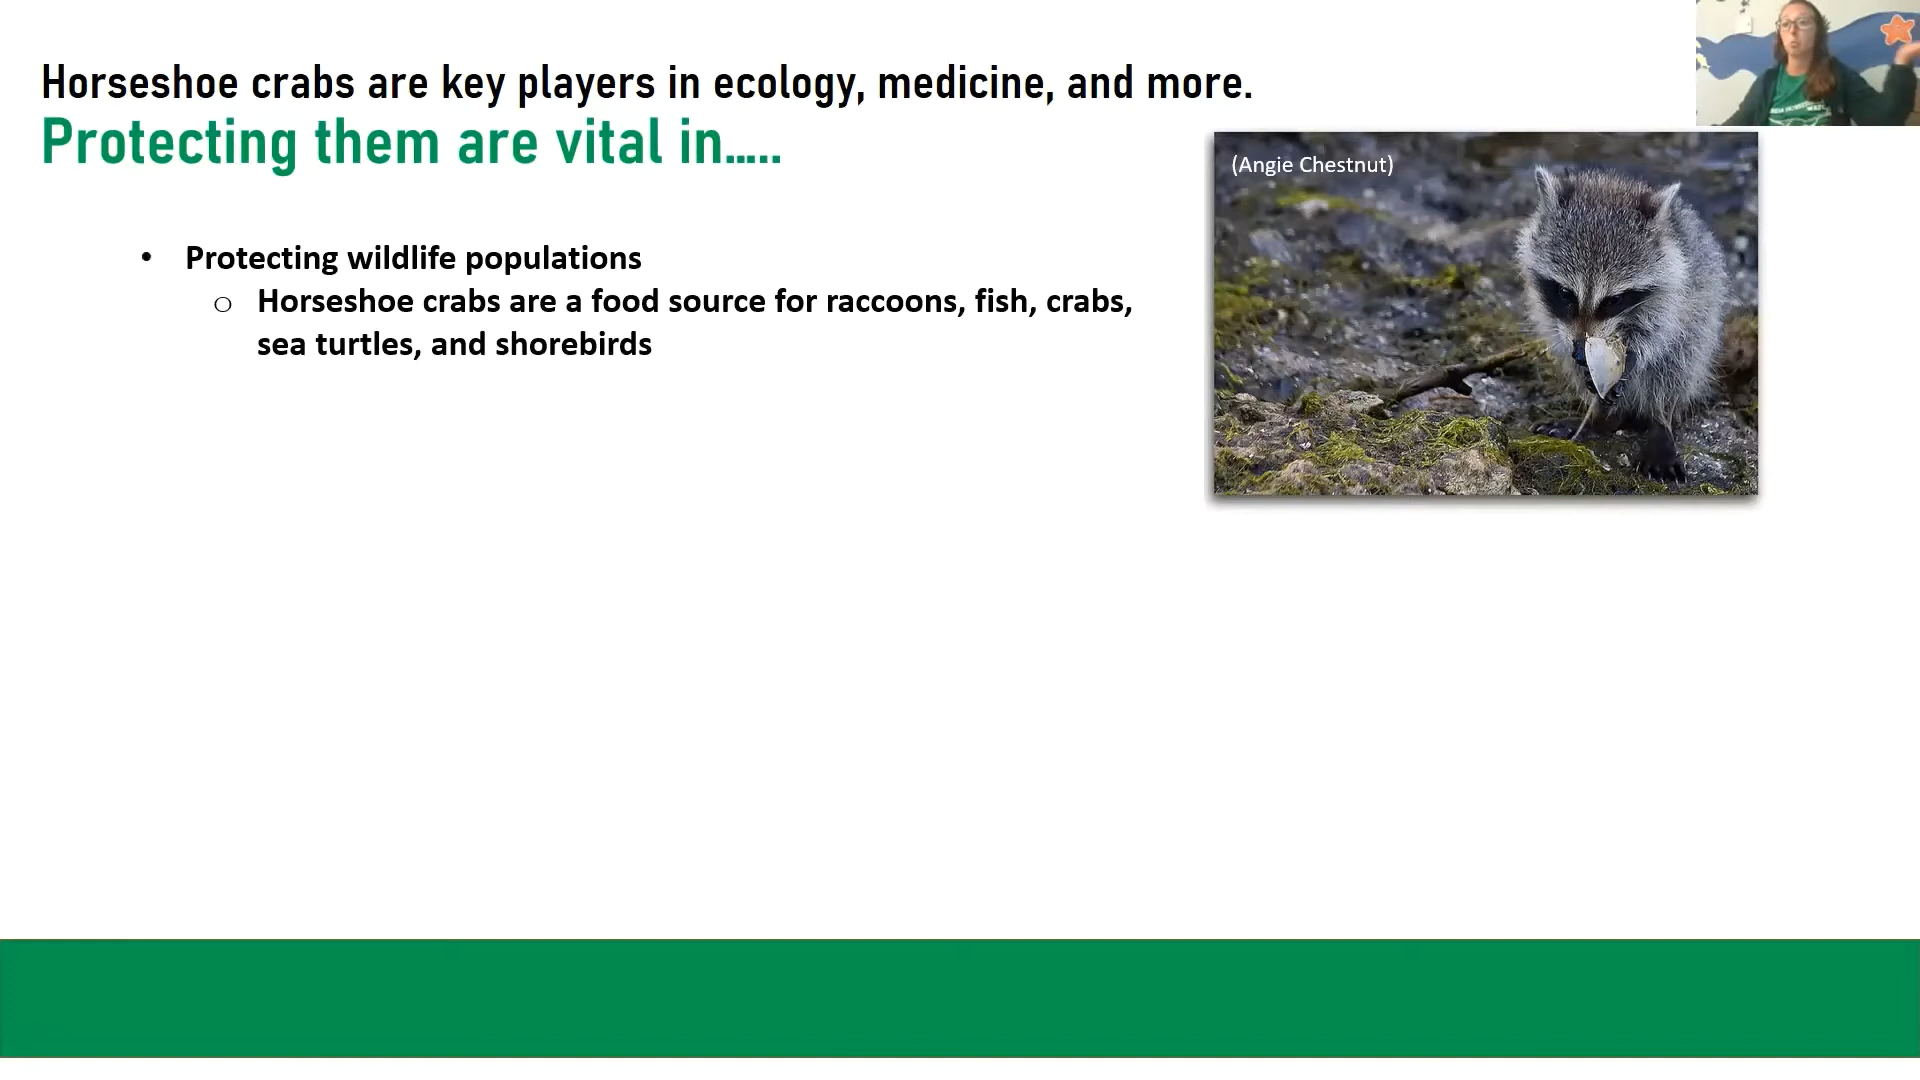 Horseshoe crabs are key players in ecology, medicine, and more.
Protecting them are vital in.....
(Angie Chestnut)
• Protecting wildlife populations
o Horseshoe crabs are a food source for raccoons, fish, crabs,
sea turtles, and shorebirds